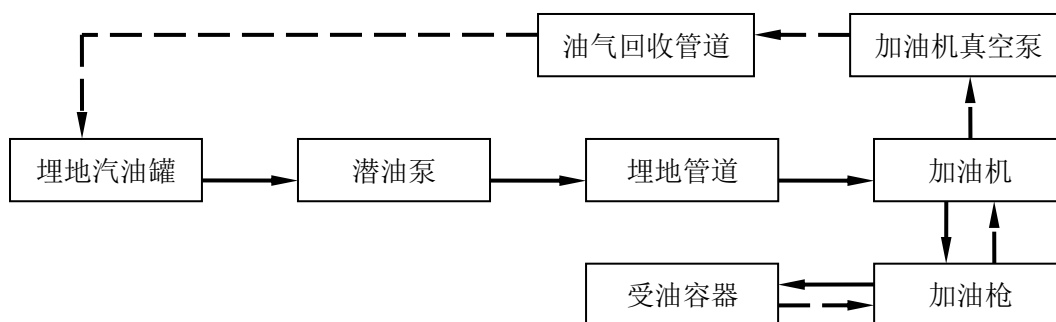 油气回收管道
加油机真空泵
埋地汽油罐
潜油泵
埋地管道
加油机
受油容器
加油枪